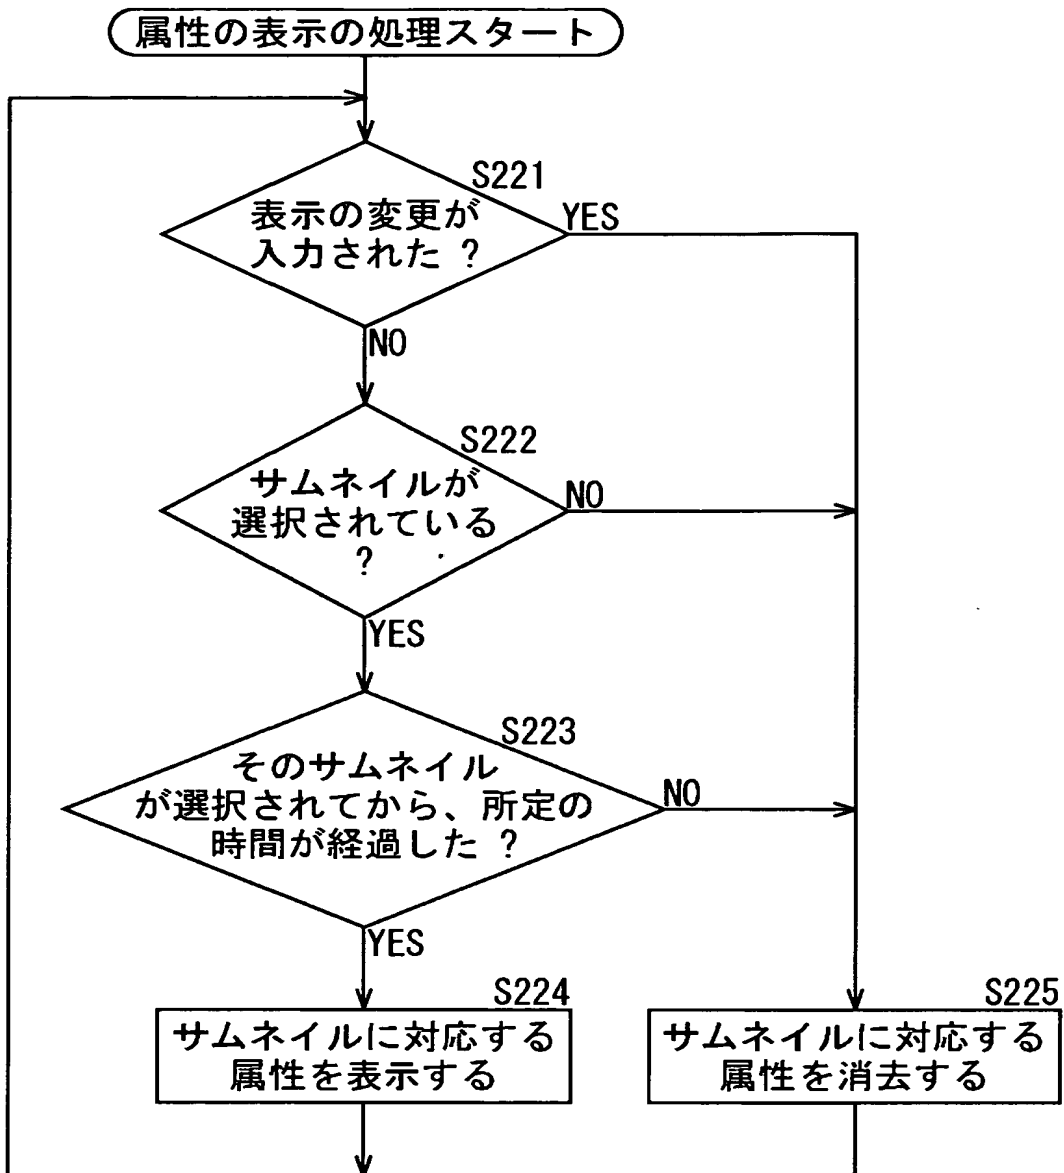 属性の表示の処理スタート
S221
表示の変更が
入力された ?
YES
NO
S222
サムネイルが
選択されている
?
NO
YES
S223
そのサムネイル
が選択されてから、所定の
時間が経過した ?
NO
YES
S224
サムネイルに対応する
属性を表示する
S225
サムネイルに対応する
属性を消去する